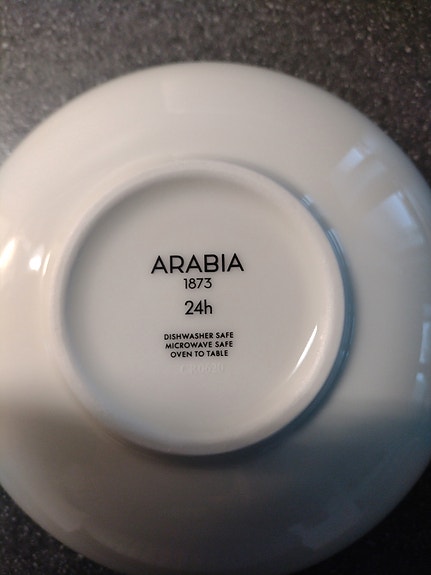 ARABIA
1873
24h
DISHWASHER SAFE
MICROWAVE SAFE
OVEN TO TABLE